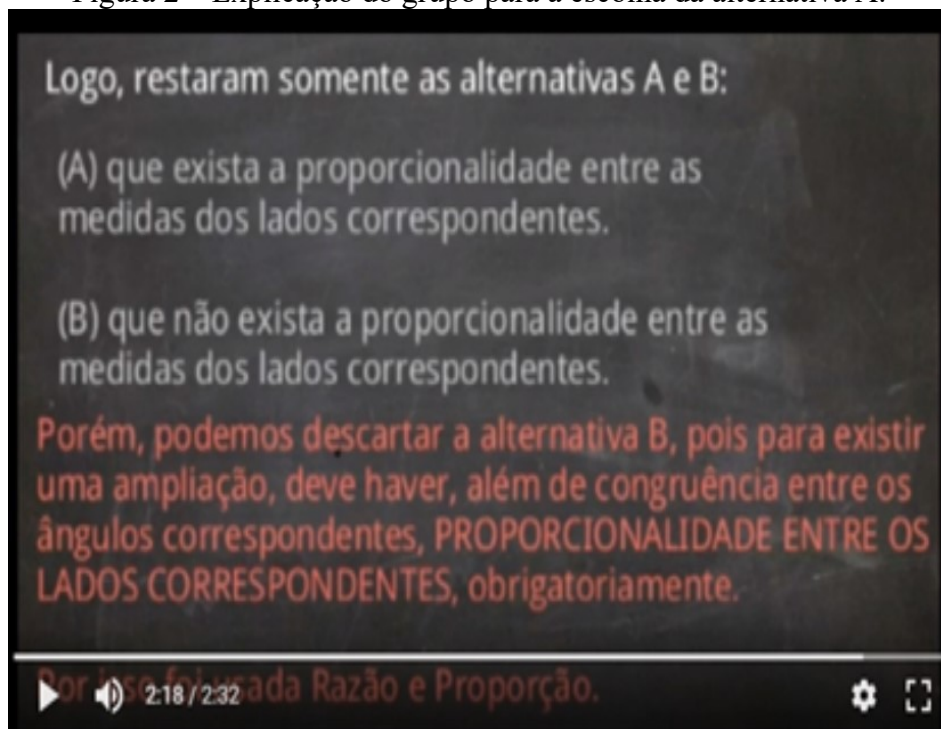 Logo, restaram somente as alternativas A e B:
(A) que exista a proporcionalidade entre as
medidas dos lados correspondentes.
(B) que não exista a proporcionalidade entre as
medidas dos lados correspondentes.
Porém, podemos descartar a alternativa B, pois para existir
uma ampliação, deve haver, além de congruência entre os
ângulos correspondentes, PROPORCIONALIDADE ENTRE OS
LADOS CORRESPONDENTES, obrigatoriamente.
Razão e Proporção.
2:18 / 2:32